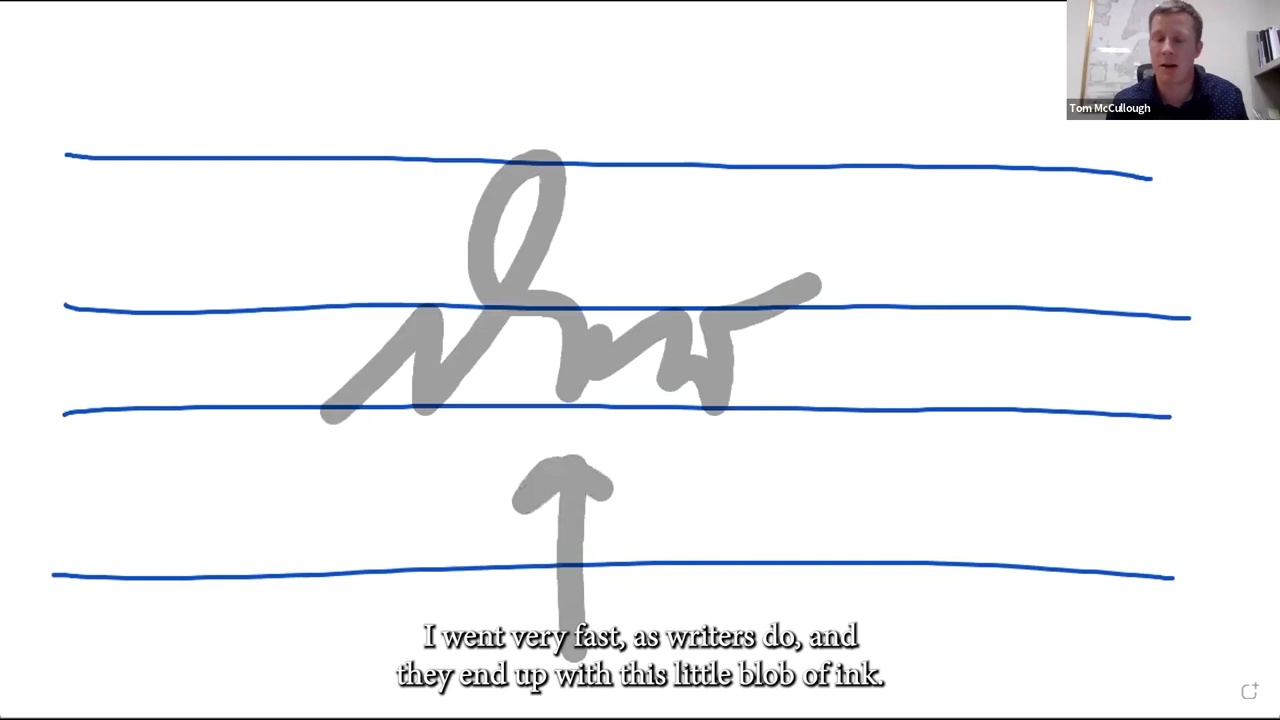 Tom McCullough
I went very fast, as writers do, and
they end up with this little blob of ink.